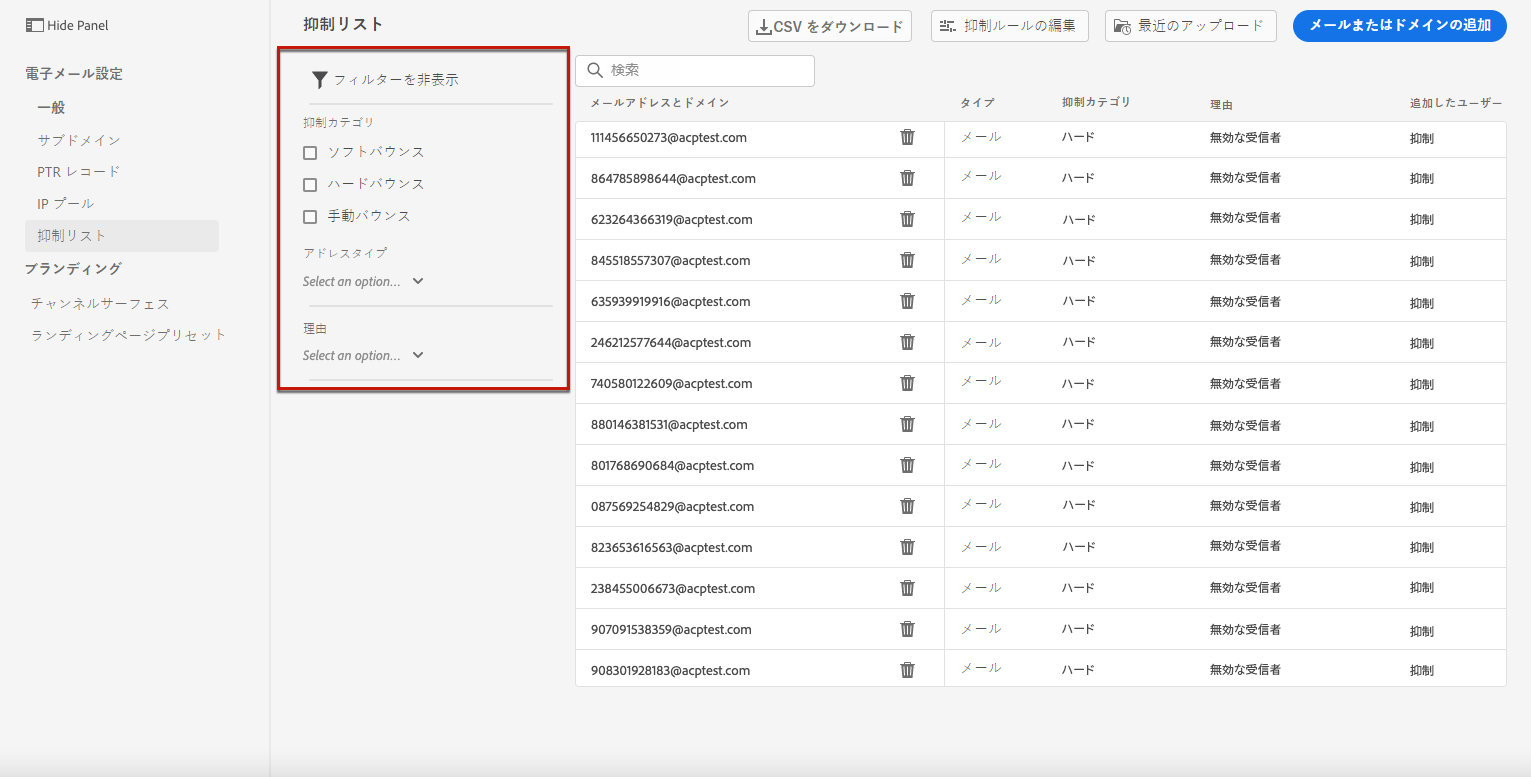 Hide Panel
電子メール設定
一般
サブドメイン
PTR レコード
IP プール
抑制リスト
ブランディング
チャンネルサーフェス
ランディングページプリセット
抑制リスト
CSV をダウンロード
抑制ルールの編集
最近のアップロード
メールまたはドメインの追加
フィルターを非表示
抑制カテゴリ
ソフトバウンス
ハードバウンス
手動バウンス
アドレスタイプ
Select an option...
理由
Select an option...
検索
メールアドレスとドメイン タイプ 抑制カテゴリ 理由 追加したユーザー
111456650273@acptest.com メール ハード 無効な受信者 抑制
864785898644@acptest.com メール ハード 無効な受信者 抑制
623264366319@acptest.com メール ハード 無効な受信者 抑制
845518557307@acptest.com メール ハード 無効な受信者 抑制
635939919916@acptest.com メール ハード 無効な受信者 抑制
246212577644@acptest.com メール ハード 無効な受信者 抑制
740580122609@acptest.com メール ハード 無効な受信者 抑制
880146381531@acptest.com メール ハード 無効な受信者 抑制
801768690684@acptest.com メール ハード 無効な受信者 抑制
087569254829@acptest.com メール ハード 無効な受信者 抑制
823653616563@acptest.com メール ハード 無効な受信者 抑制
238455006673@acptest.com メール ハード 無効な受信者 抑制
907091538359@acptest.com メール ハード 無効な受信者 抑制
908301928183@acptest.com メール ハード 無効な受信者 抑制